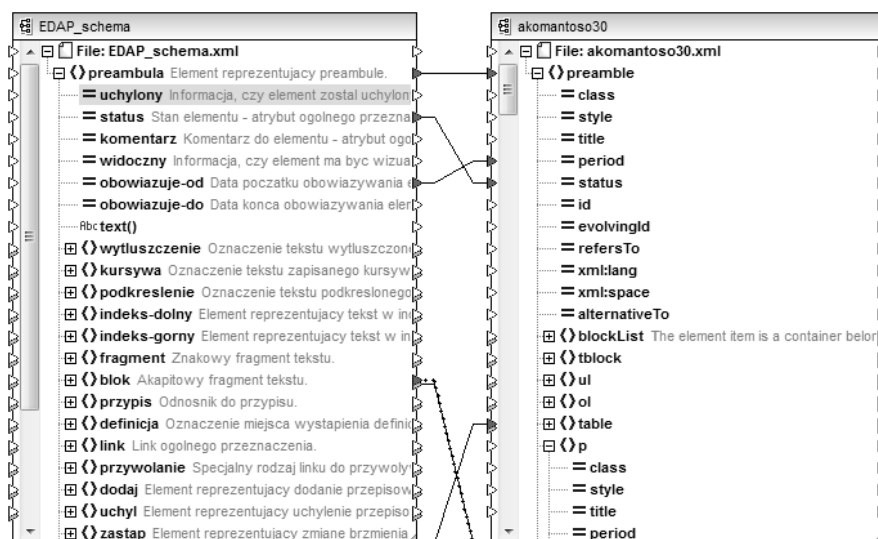 EDAP_schema
File: EDAP_schema.xml
preambula Element reprezentujacy preambule.
= uchylony Informacja, czy element zostal uchylon
= status Stan elementu - atrybut ogolnego przezna
= komentarz Komentarz do elementu - atrybut ogo
= widoczny Informacja, czy element ma byc wizua
= obowiazuje-od Data poczatku obowiazywania e
= obowiazuje-do Data konca obowiazywania eler
Abc text()
{} wytluszczenie Oznaczenie tekstu wytluszczone
{} kursywa Oznaczenie tekstu zapisanego kursyw
{} podkreslenie Oznaczenie tekstu podkreslonego
{} indeks-dolny Element reprezentujacy tekst w ind
{} indeks-gorny Element reprezentujacy tekst w in
{} fragment Znakowy fragment tekstu.
{} blok Akapitowy fragment tekstu.
{} przypis Odnosnik do przypisu.
{} definicja Oznaczenie miejsca wystapienia definic
{} link Link ogolnego przeznaczenia.
{} przywolanie Specjalny rodzaj linku do przywoly
{} dodaj Element reprezentujacy dodanie przepisow
{} uchyl Element reprezentujacy uchylenie przepiso
{} zastap Element reprezentujacy zmiane brzmienia
akomantoso30
File: akomantoso30.xml
{} preamble
= class
= style
= title
= period
= status
= id
= evolvingId
= refersTo
= xml:lang
= xml:space
= alternativeTo
{} blockList The element item is a container belon
{} tblock
{} ul
{} ol
{} table
{} p
= class
= style
= title
= period